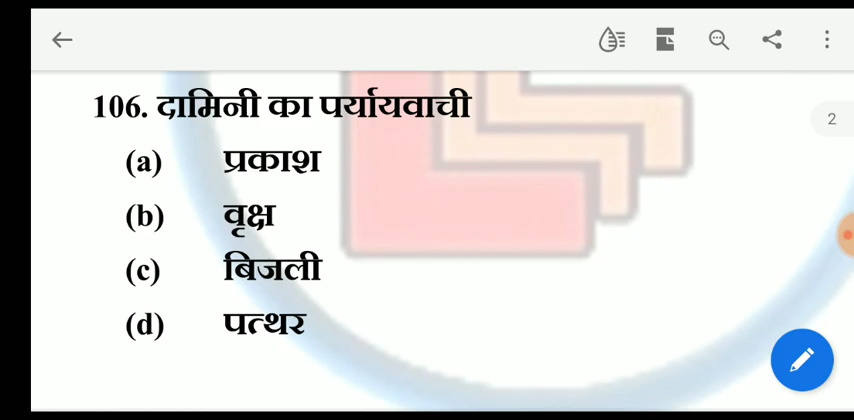 106. दामिनी का पर्यायवाची
2
(a) प्रकाश
(b) वृक्ष
(c) बिजली
(d) पत्थर